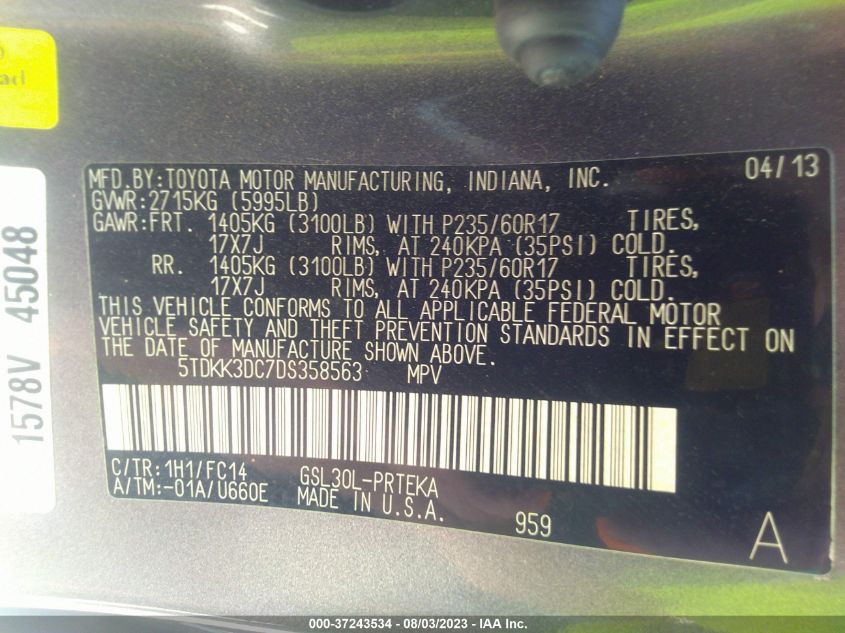 MFD.BY:TOYOTA MOTOR MANUFACTURING, INDIANA, INC. 04/13
GVWR:2715KG (5995LB)
GAWR:FRT. 1405KG (3100LB) WITH P235/60R17 TIRES,
17X7J RIMS, AT 240KPA (35PSI) COLD.
RR. 1405KG (3100LB) WITH P235/60R17 TIRES,
17X7J RIMS, AT 240KPA (35PSI) COLD.
THIS VEHICLE CONFORMS TO ALL APPLICABLE FEDERAL MOTOR
VEHICLE SAFETY AND THEFT PREVENTION STANDARDS IN EFFECT ON
THE DATE OF MANUFACTURE SHOWN ABOVE.
5TDKK3DC7DS358563 MPV
C/TR:1H1/FC14 GSL30L-PRTEKA
A/TM:-01A/U660E MADE IN U.S.A.
959 A
1578V 45048
000-37243534 - 08/03/2023 - IAA Inc.